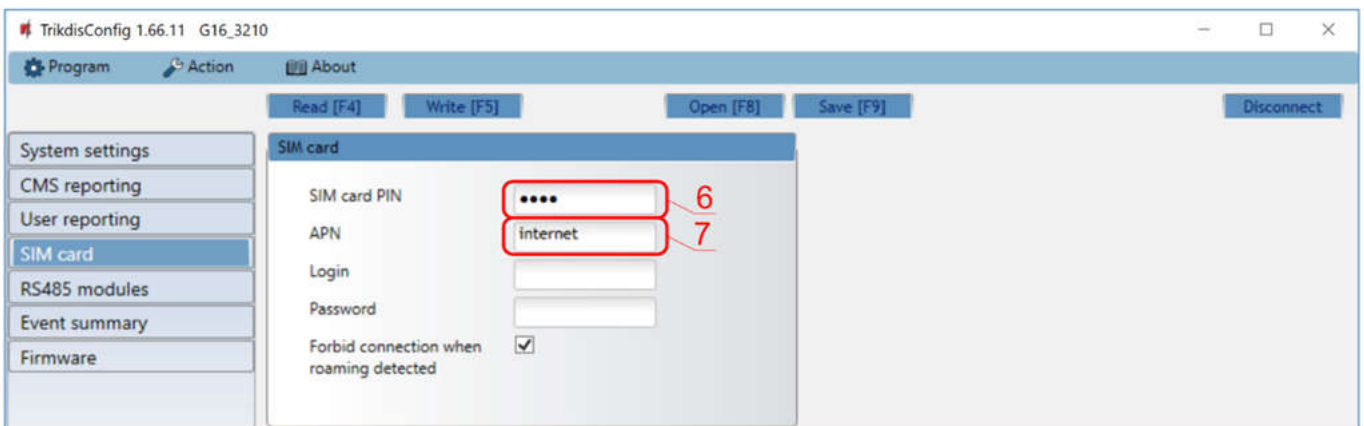 TrikdisConfig 1.66.11 G16_3210
Program Action About
Read [F4] Write [F5] Open [F8] Save [F9] Disconnect
System settings
CMS reporting
User reporting
SIM card
RS485 modules
Event summary
Firmware
SIM card
SIM card PIN •••• 6
APN internet 7
Login
Password
Forbid connection when
roaming detected